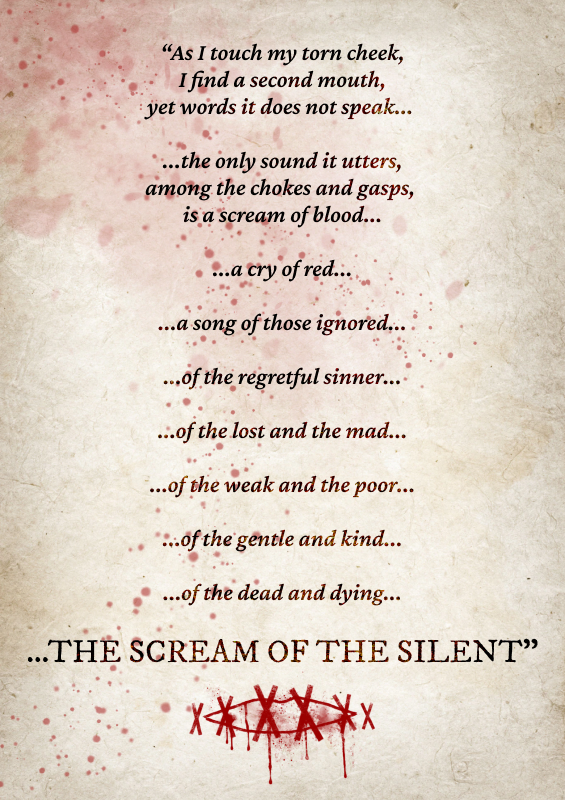 “As I touch my torn cheek,
I find a second mouth,
yet words it does not speak...
...the only sound it utters,
among the chokes and gasps,
is a scream of blood...
...a cry of red...
...a song of those ignored...
...of the regretful sinner...
...of the lost and the mad...
...of the weak and the poor...
...of the gentle and kind...
...of the dead and dying...
...THE SCREAM OF THE SILENT”